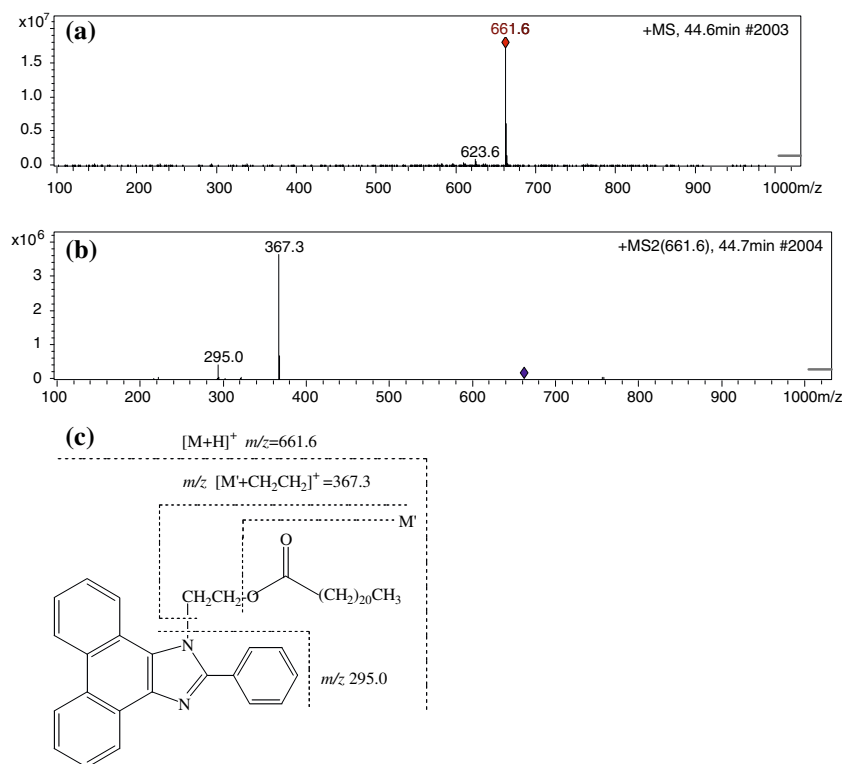 x10⁷
(a)
661.6
+MS, 44.6min #2003
1.5
1.0
0.5
0.0
623.6
100 200 300 400 500 600 700 800 900 1000m/z
x10⁶
(b)
367.3
+MS2(661.6), 44.7min #2004
3
2
1
0
295.0
100 200 300 400 500 600 700 800 900 1000m/z
(c)
[M+H]⁺ m/z=661.6
m/z [M'+CH₂CH₂]⁺ =367.3
M'
O
CH₂CH₂-O
(CH₂)₂₀CH₃
N
N
m/z 295.0